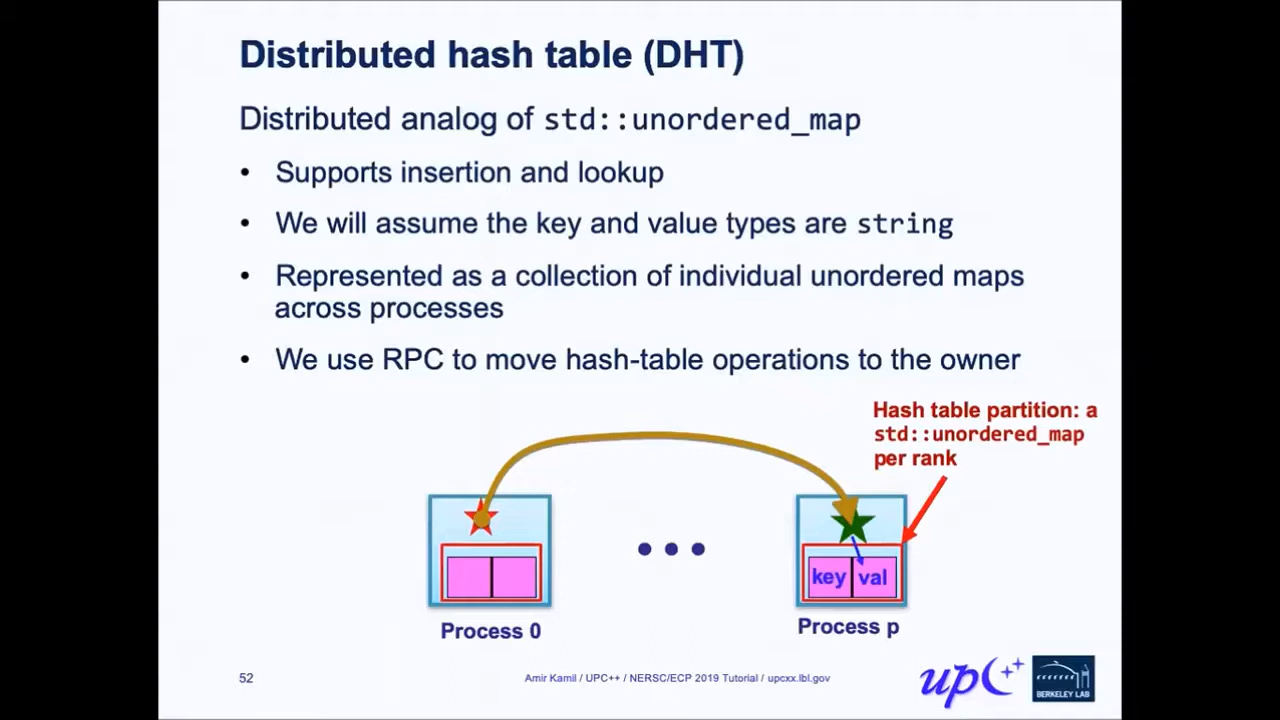 Distributed hash table (DHT)
Distributed analog of std::unordered_map
• Supports insertion and lookup
• We will assume the key and value types are string
• Represented as a collection of individual unordered maps
across processes
• We use RPC to move hash-table operations to the owner
Hash table partition: a
std::unordered_map
per rank
key val
Process 0
Process p
52
Amir Kamil / UPC++ / NERSC/ECP 2019 Tutorial / upcxx.lbl.gov
upC++
BERKELEY LAB